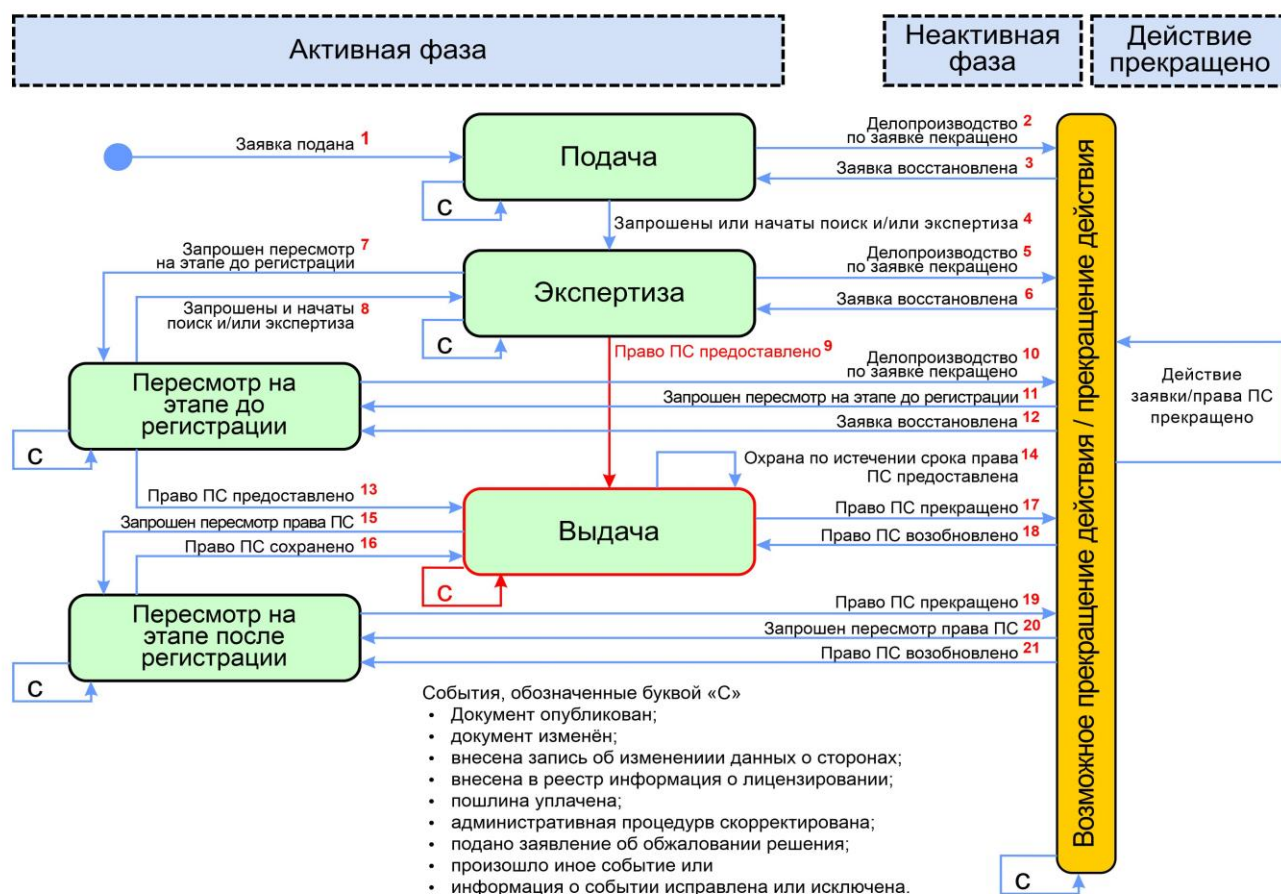 Активная фаза
Неактивная
фаза
Действие
прекращено
Заявка подана 1
Подача
Делопроизводство 2
по заявке пекращено
Заявка восстановлена 3
С
Запрошены или начаты поиск и/или экспертиза 4
Запрошен пересмотр 7
на этапе до регистрации
Экспертиза
Делопроизводство 5
по заявке пекращено
Запрошены и начаты 8
поиск и/или экспертиза
Заявка восстановлена 6
С
Право ПС предоставлено 9
Пересмотр на
этапе до
регистрации
Делопроизводство 10
по заявке пекращено
Запрошен пересмотр на этапе до регистрации 11
Заявка восстановлена 12
С
Действие
заявки/права ПС
прекращено
Охрана по истечении срока права 14
ПС предоставлена
Право ПС предоставлено 13
Запрошен пересмотр права ПС 15
Право ПС сохранено 16
Выдача
Право ПС прекращено 17
Право ПС возобновлено 18
С
Пересмотр на
этапе после
регистрации
Право ПС прекращено 19
Запрошен пересмотр права ПС 20
Право ПС возобновлено 21
С
Возможное прекращение действия / прекращение действия
События, обозначенные буквой «С»
• Документ опубликован;
• документ изменён;
• внесена запись об изменениии данных о сторонах;
• внесена в реестр информация о лицензировании;
• пошлина уплачена;
• административная процедурв скорректирована;
• подано заявление об обжаловании решения;
• произошло иное событие или
• информация о событии исправлена или исключена.
С